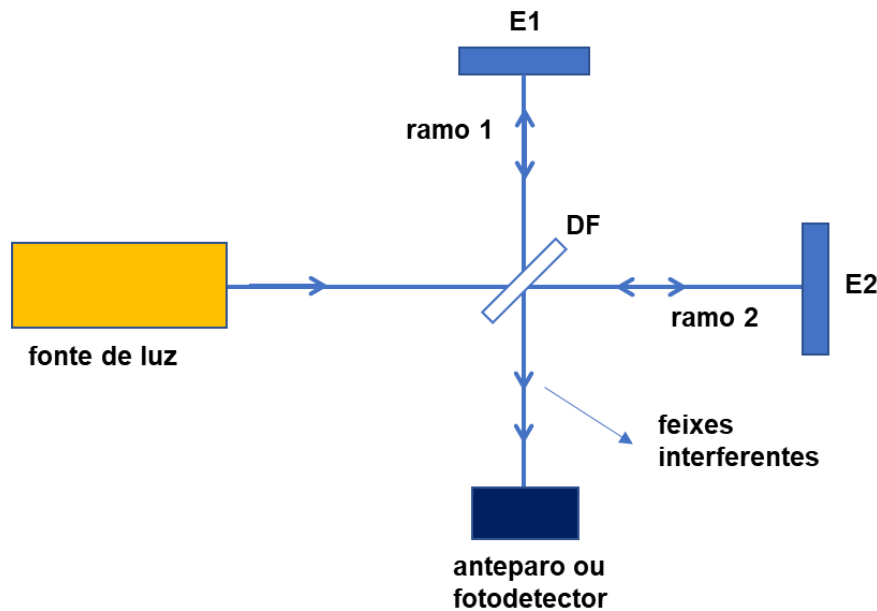 E1
ramo 1
DF
E2
ramo 2
fonte de luz
feixes
interferentes
anteparo ou
fotodetector